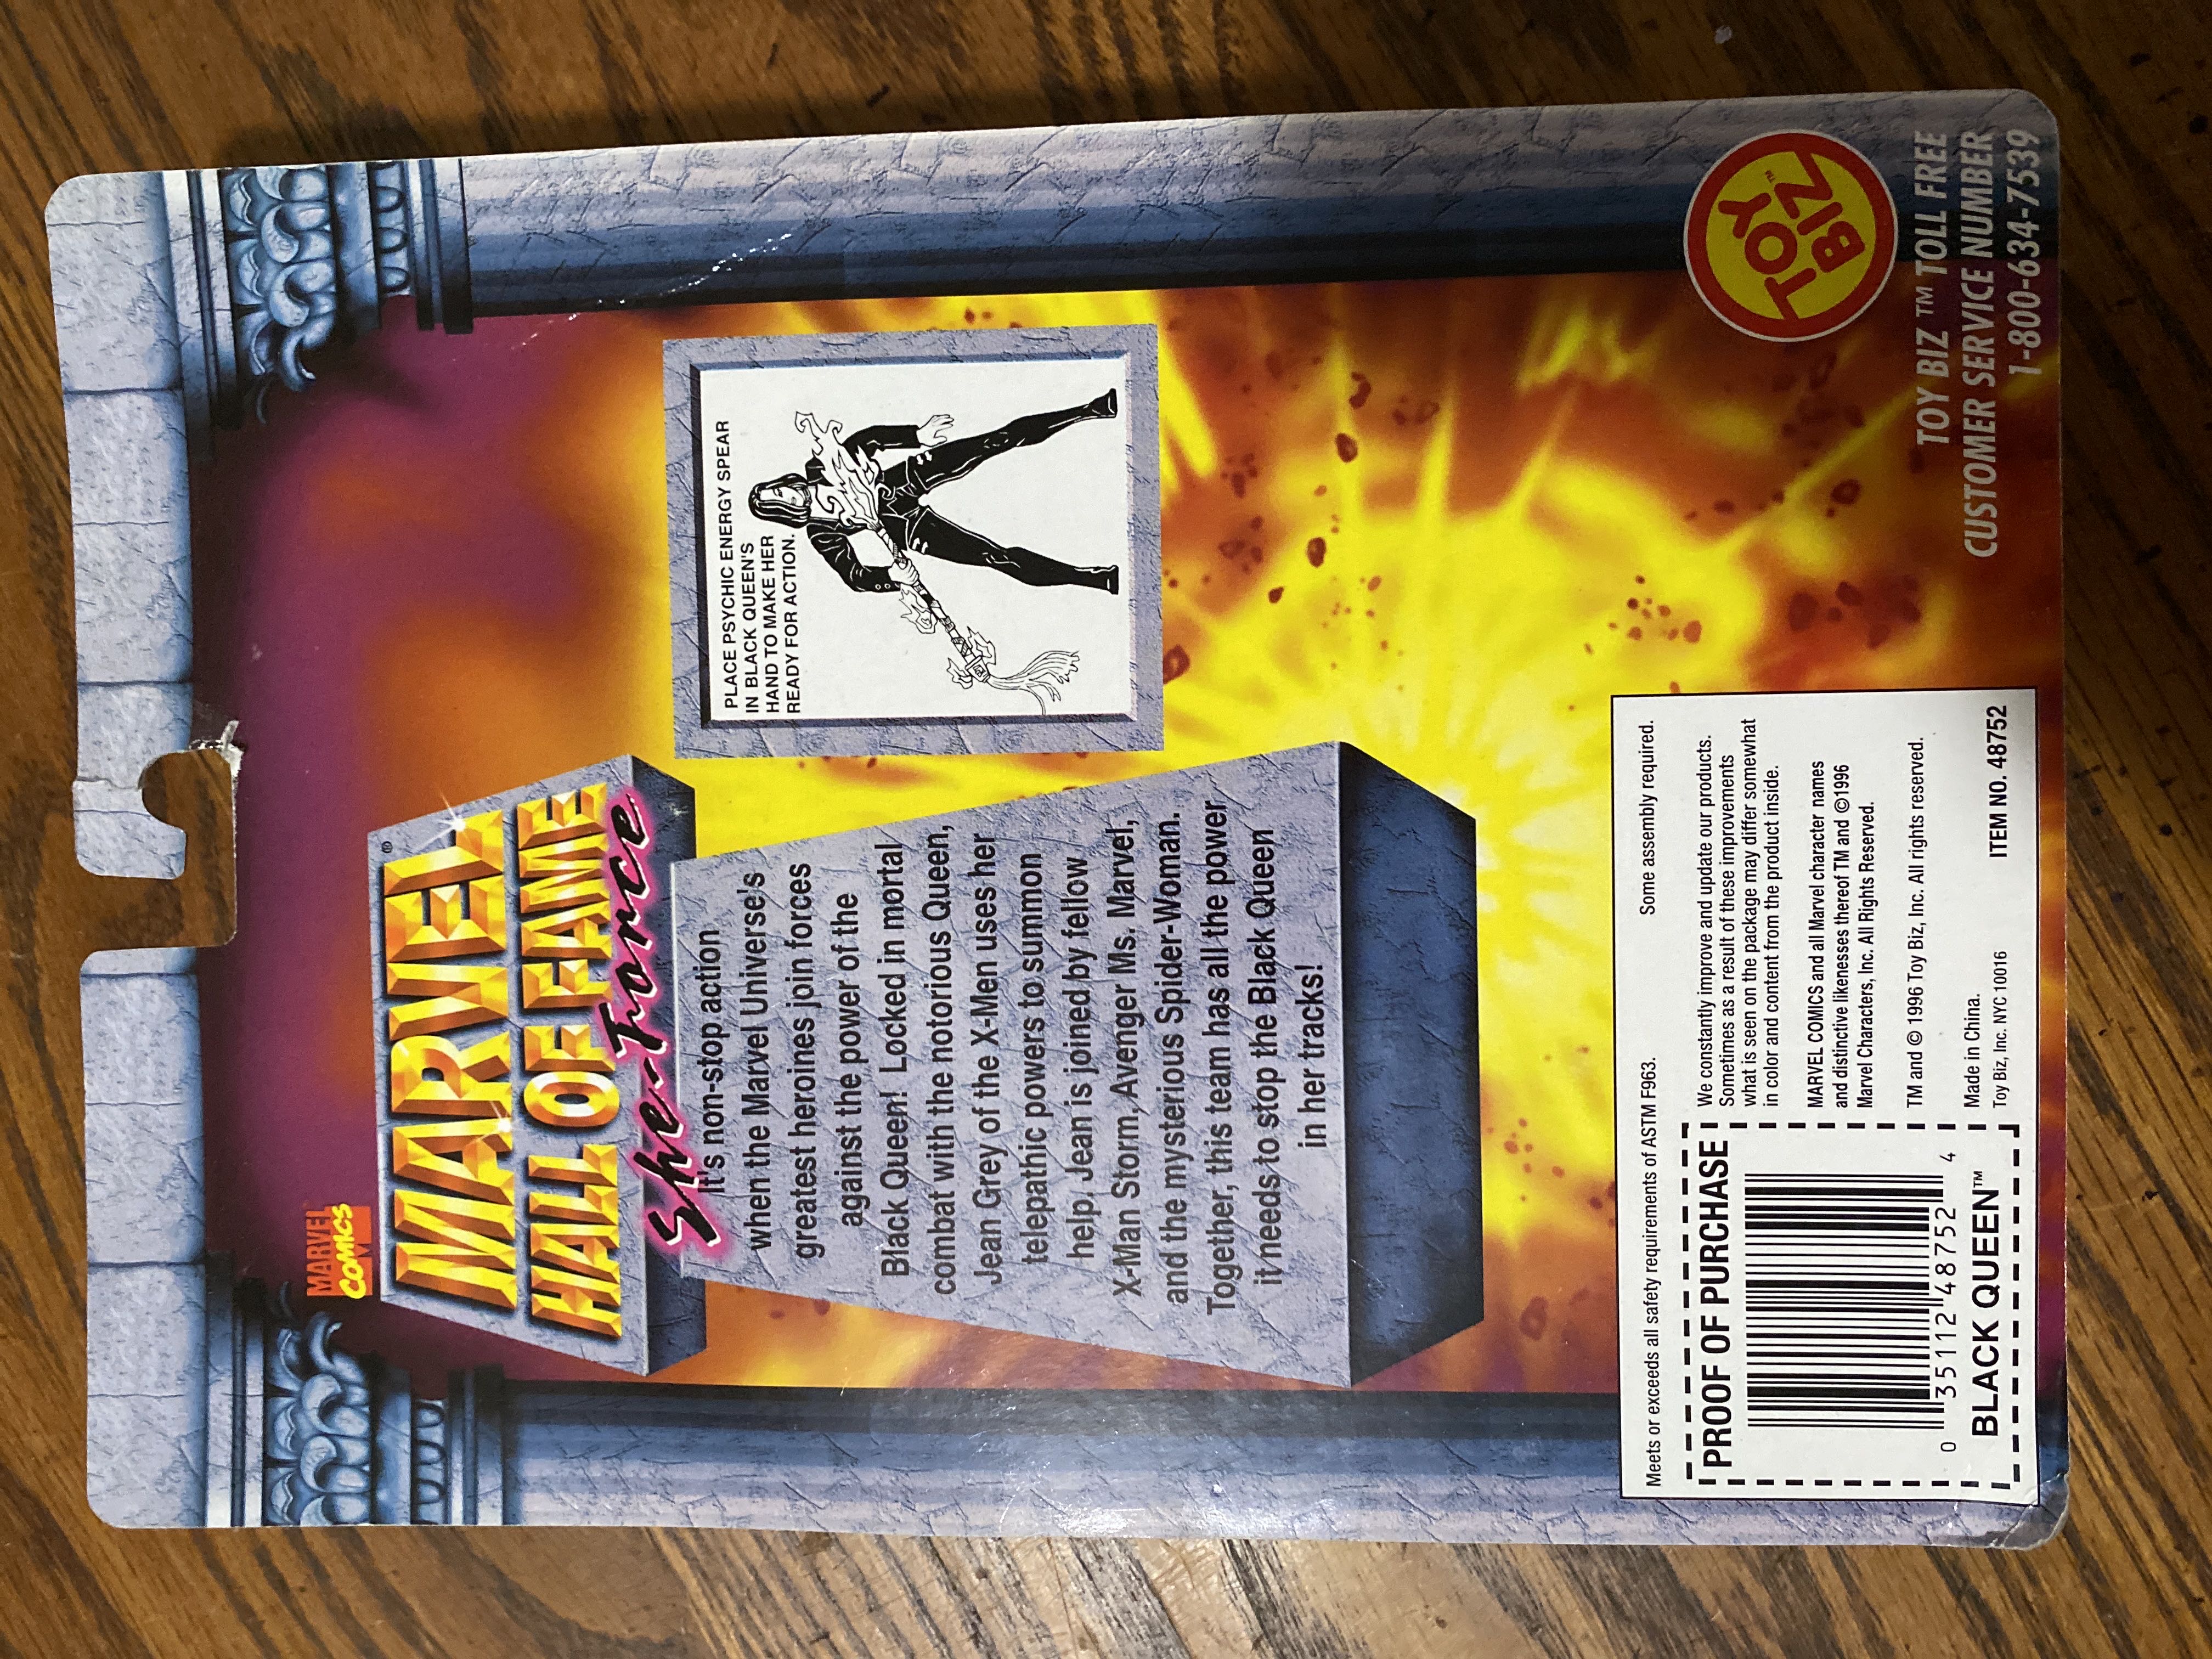 MARVEL
COMICS
MARVEL®
HALL OF FAME
She-Force
It's non-stop action
when the Marvel Universe's
greatest heroines join forces
against the power of the
Black Queen! Locked in mortal
combat with the notorious Queen,
Jean Grey of the X-Men uses her
telepathic powers to summon
help. Jean is joined by fellow
X-Man Storm, Avenger Ms. Marvel,
and the mysterious Spider-Woman.
Together, this team has all the power
it needs to stop the Black Queen
in her tracks!
PLACE PSYCHIC ENERGY SPEAR
IN BLACK QUEEN'S
HAND TO MAKE HER
READY FOR ACTION.
Meets or exceeds all safety requirements of ASTM F963.
Some assembly required.
PROOF OF PURCHASE
0 35112 48752 4
BLACK QUEEN™
We constantly improve and update our products.
Sometimes as a result of these improvements
what is seen on the package may differ somewhat
in color and content from the product inside.
MARVEL COMICS and all Marvel character names
and distinctive likenesses thereof TM and ©1996
Marvel Characters, Inc. All Rights Reserved.
TM and © 1996 Toy Biz, Inc. All rights reserved.
Made in China.
Toy Biz, Inc. NYC 10016
ITEM NO. 48752
TOY
BIZ™
TOY BIZ™ TOLL FREE
CUSTOMER SERVICE NUMBER
1-800-634-7539